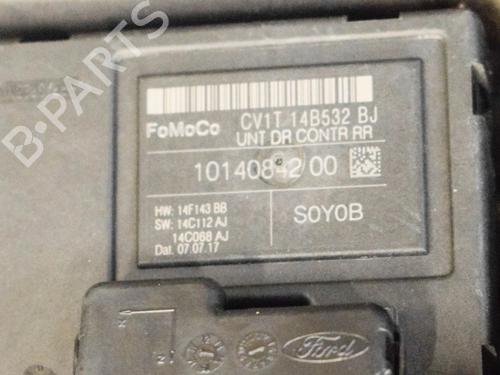 B-PARTS
FoMoCo CV1T 14B532 BJ
UNT DR CONTR RR
10140842 00
HW: 14F143 BB
SW: 14C112 AJ
14C068 AJ
Dat. 07.07.17
S0Y0B
Ford